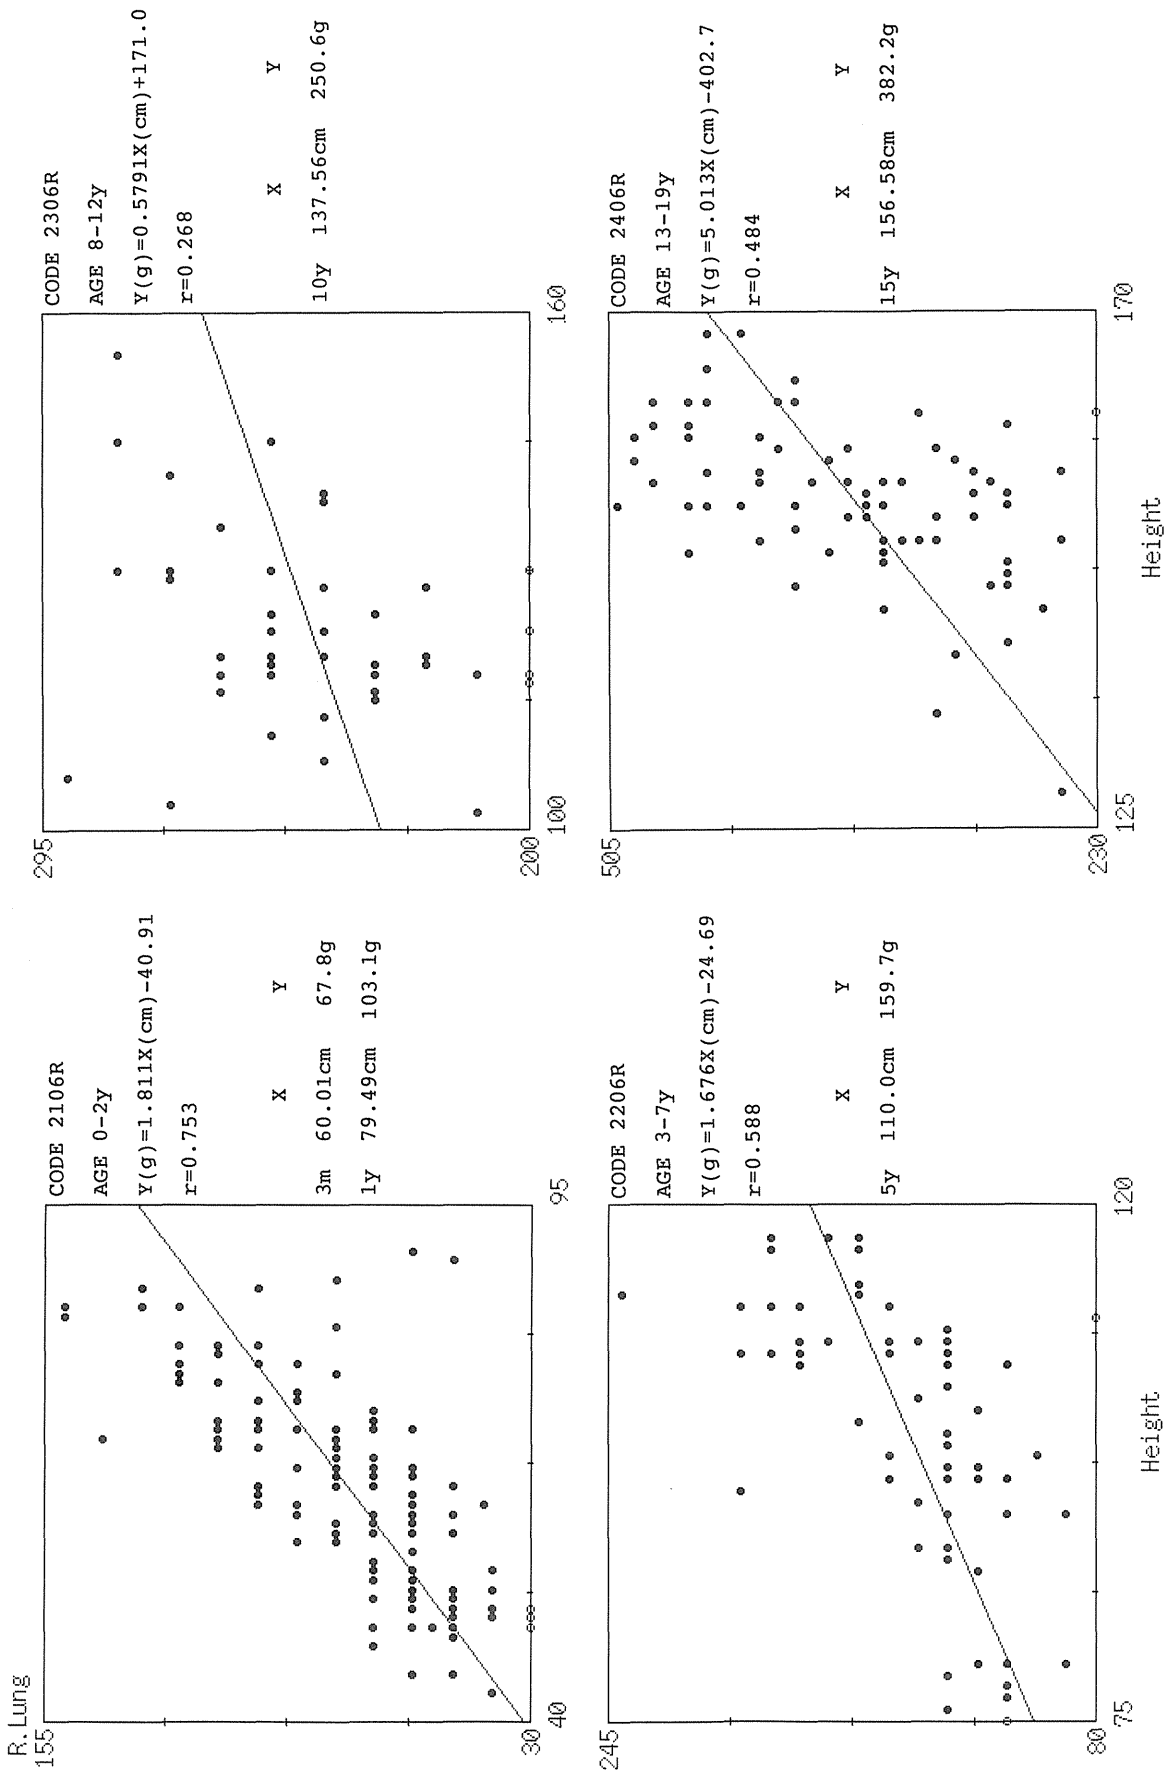 R.Lung
155
30
40
95
CODE 2106R
AGE 0-2y
Y(g)=1.811X(cm)-40.91
r=0.753
X Y
3m 60.01cm 67.8g
1y 79.49cm 103.1g
245
80
75
120
Height
CODE 2206R
AGE 3-7y
Y(g)=1.676X(cm)-24.69
r=0.588
X Y
5y 110.0cm 159.7g
295
200
100
160
CODE 2306R
AGE 8-12y
Y(g)=0.5791X(cm)+171.0
r=0.268
X Y
10y 137.56cm 250.6g
505
230
125
170
Height
CODE 2406R
AGE 13-19y
Y(g)=5.013X(cm)-402.7
r=0.484
X Y
15y 156.58cm 382.2g